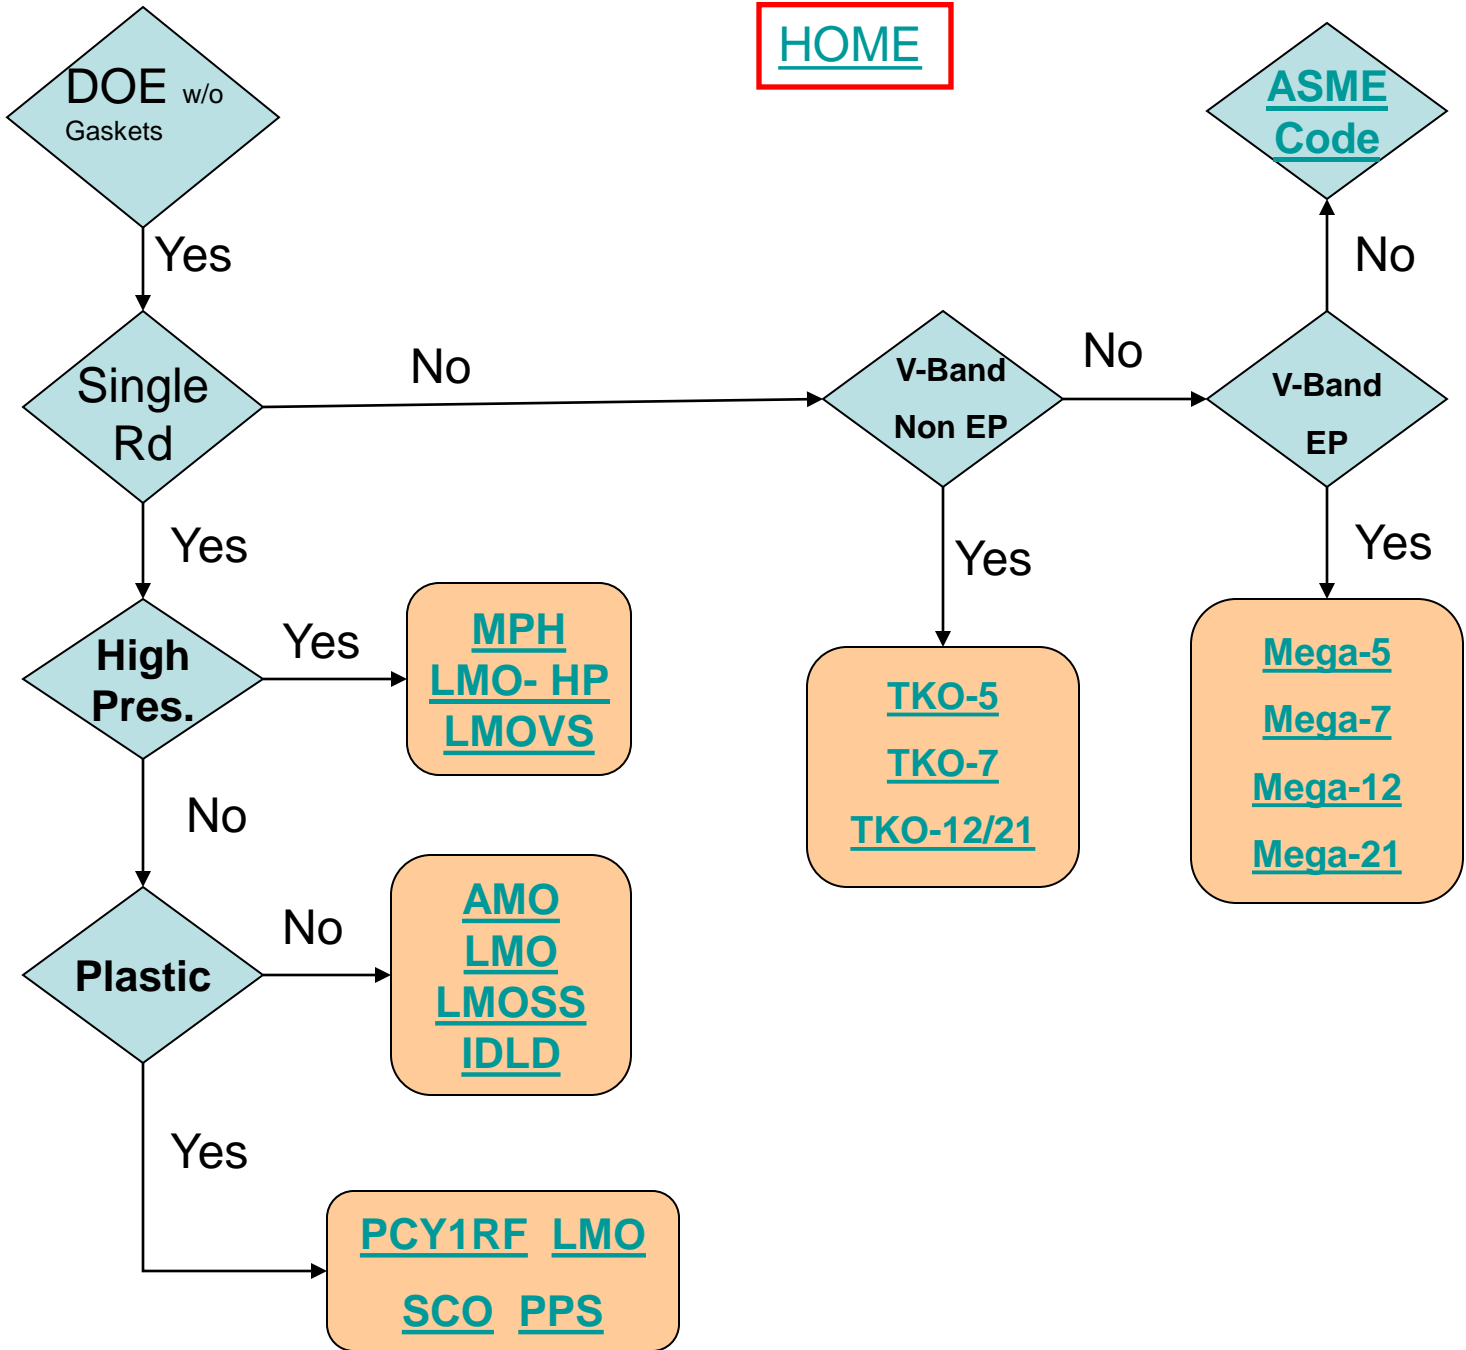 HOME
DOE w/o
Gaskets
ASME
Code
Yes
No
Single
Rd
No
V-Band
Non EP
No
V-Band
EP
Yes
Yes
Yes
High
Pres.
Yes
MPH
LMO- HP
LMOVS
TKO-5
TKO-7
TKO-12/21
Mega-5
Mega-7
Mega-12
Mega-21
No
Plastic
No
AMO
LMO
LMOSS
IDLD
Yes
PCY1RF LMO
SCO PPS